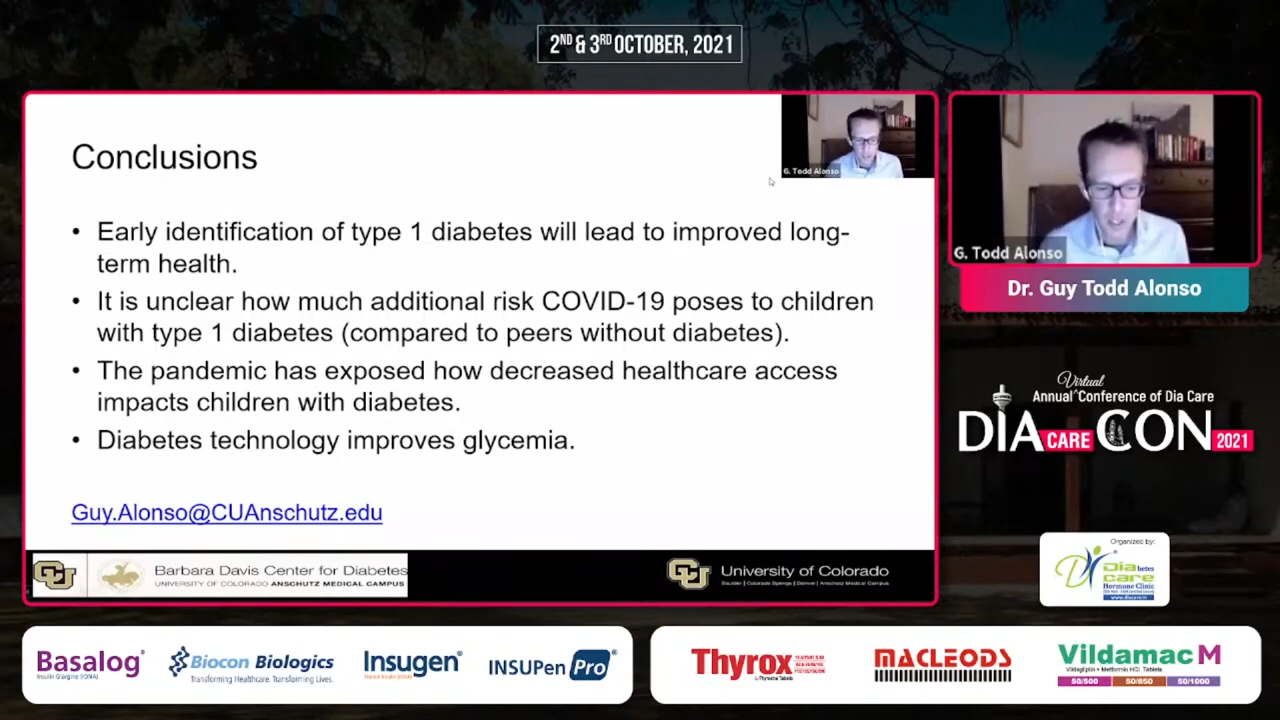 2ND & 3RD OCTOBER, 2021
Conclusions
G. Todd Alonso
• Early identification of type 1 diabetes will lead to improved long-
term health.
• It is unclear how much additional risk COVID-19 poses to children
with type 1 diabetes (compared to peers without diabetes).
• The pandemic has exposed how decreased healthcare access
impacts children with diabetes.
• Diabetes technology improves glycemia.
Guy.Alonso@CUAnschutz.edu
CU
Barbara Davis Center for Diabetes
UNIVERSITY OF COLORADO ANSCHUTZ MEDICAL CAMPUS
CU
University of Colorado
Boulder | Colorado Springs | Denver | Anschutz Medical Campus
G. Todd Alonso
Dr. Guy Todd Alonso
Virtual
Annual ^ Conference of Dia Care
DIA CARE CON 2021
Organized by:
Diabetes
care
Hormone Clinic
www.diacare.in
Basalog®
Insulin Glargine (rDNA)
Biocon Biologics
Transforming Healthcare. Transforming Lives.
Insugen®
INSUPen Pro®
Thyrox
L-Thyroxine Tablets
MACLEODS
Vildamac M
Vildagliptin + Metformin HCl Tablets
50/500 50/850 50/1000